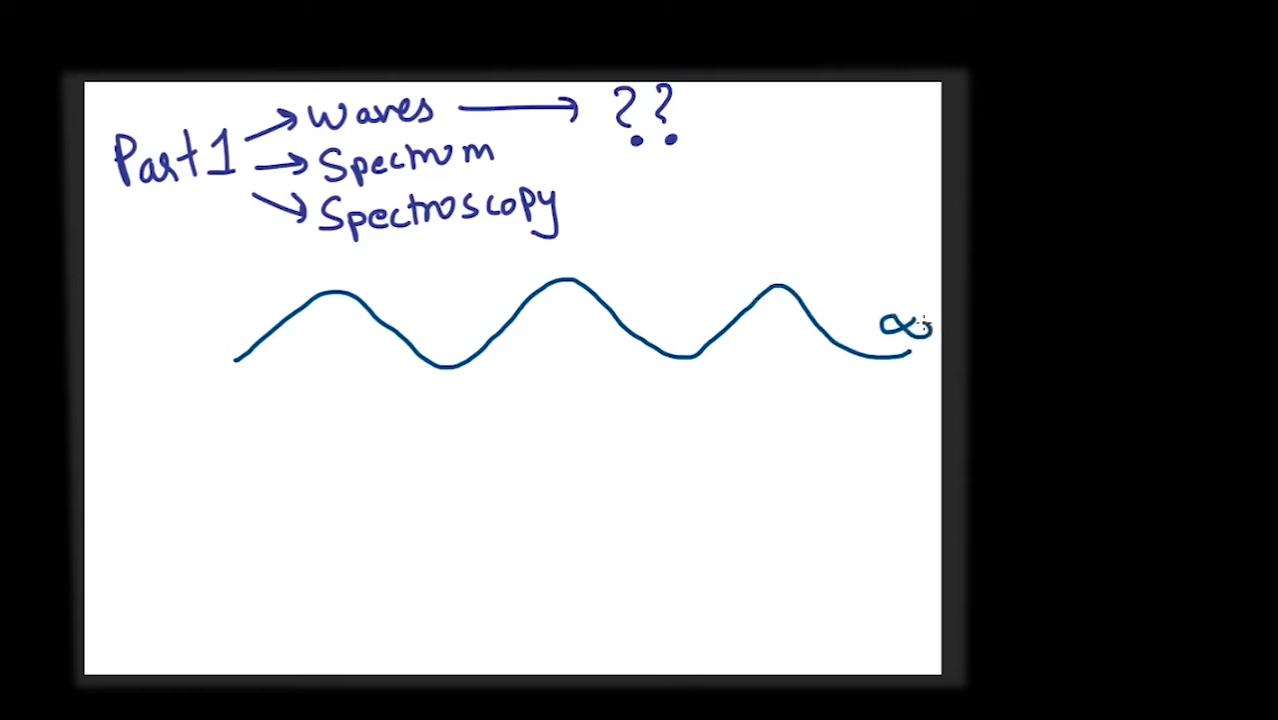 Part 1 → Waves → ??
→ Spectrum
→ Spectroscopy
∞